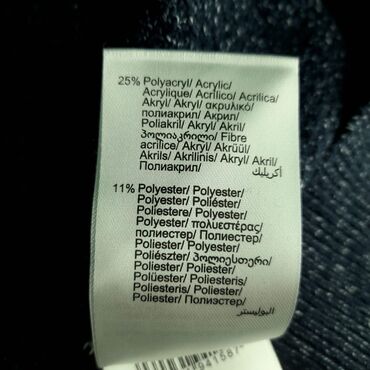 25% Polyacryl/ Acrylic/
Acrylique/ Acrílico/ Acrilica/
Akryl/ Akryl/ ακρυλικό/
полиакрил/ Акрил/
Poliakril/ Akryl/ Akril/
პოლიაკრილი/ Fibre
acrilice/ Akryl/ Akrüül/
Akrils/ Akrilinis/ Akryl/ Akril/
Полиакрил/
أكريليك
11% Polyester/ Polyester/
Polyester/ Poliéster/
Poliestere/ Polyester/
Polyester/ πολυεστέρας/
полиестер/ Полиэстер/
Poliester/ Polyester/
Poliészter/ პოლიესთერი/
Poliester/ Polyester/
Polüester/ Poliesteris/
Poliesteris/ Polyester/
Poliester/ Полиэстер/
البوليستر